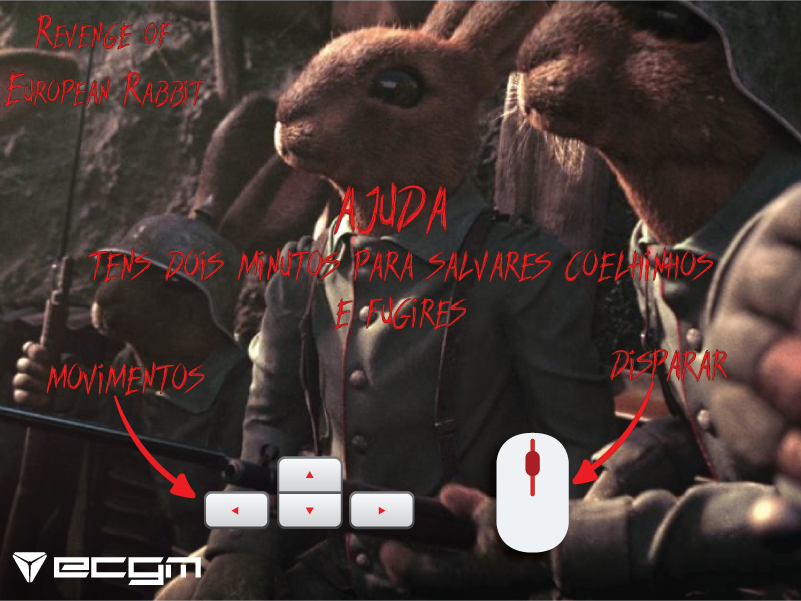 Revenge of
European Rabbit
AJUDA
TENS DOIS MINUTOS PARA SALVARES COELHINHOS
E FUGIRES
MOVIMENTOS
DISPARAR
ecgm